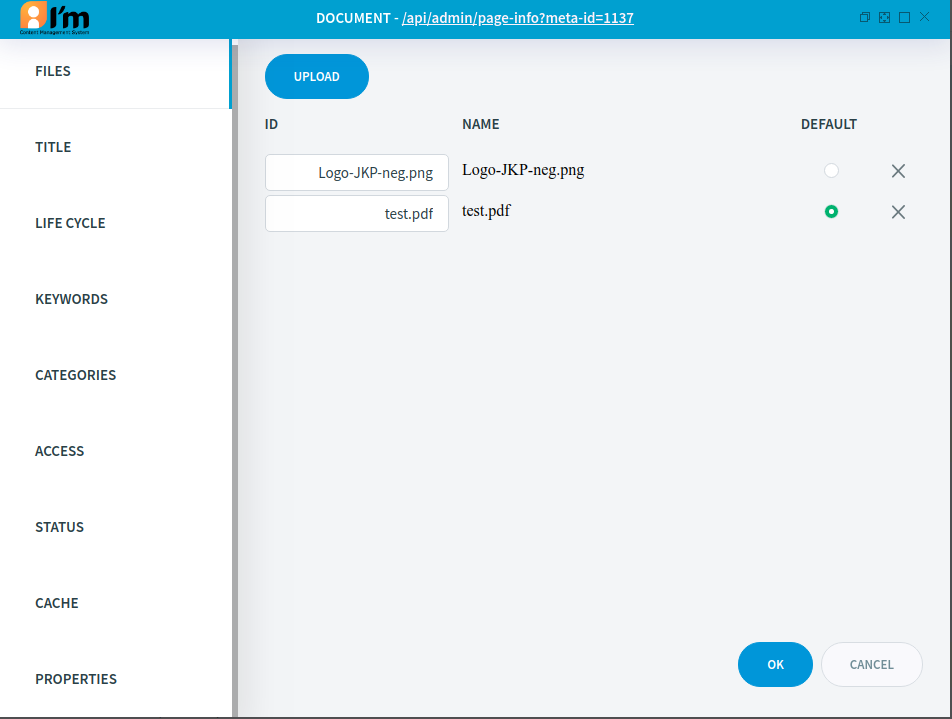 I'm
Content Management System
DOCUMENT - /api/admin/page-info?meta-id=1137
FILES
TITLE
LIFE CYCLE
KEYWORDS
CATEGORIES
ACCESS
STATUS
CACHE
PROPERTIES
UPLOAD
ID NAME DEFAULT
Logo-JKP-neg.png Logo-JKP-neg.png
test.pdf test.pdf
OK CANCEL